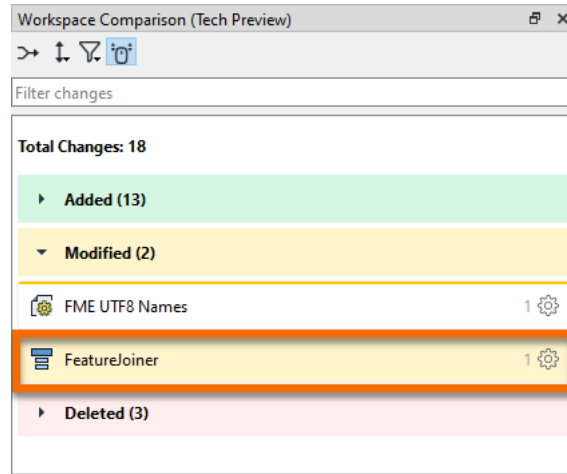 Workspace Comparison (Tech Preview)
Filter changes
Total Changes: 18
Added (13)
Modified (2)
FME UTF8 Names 1
FeatureJoiner 1
Deleted (3)